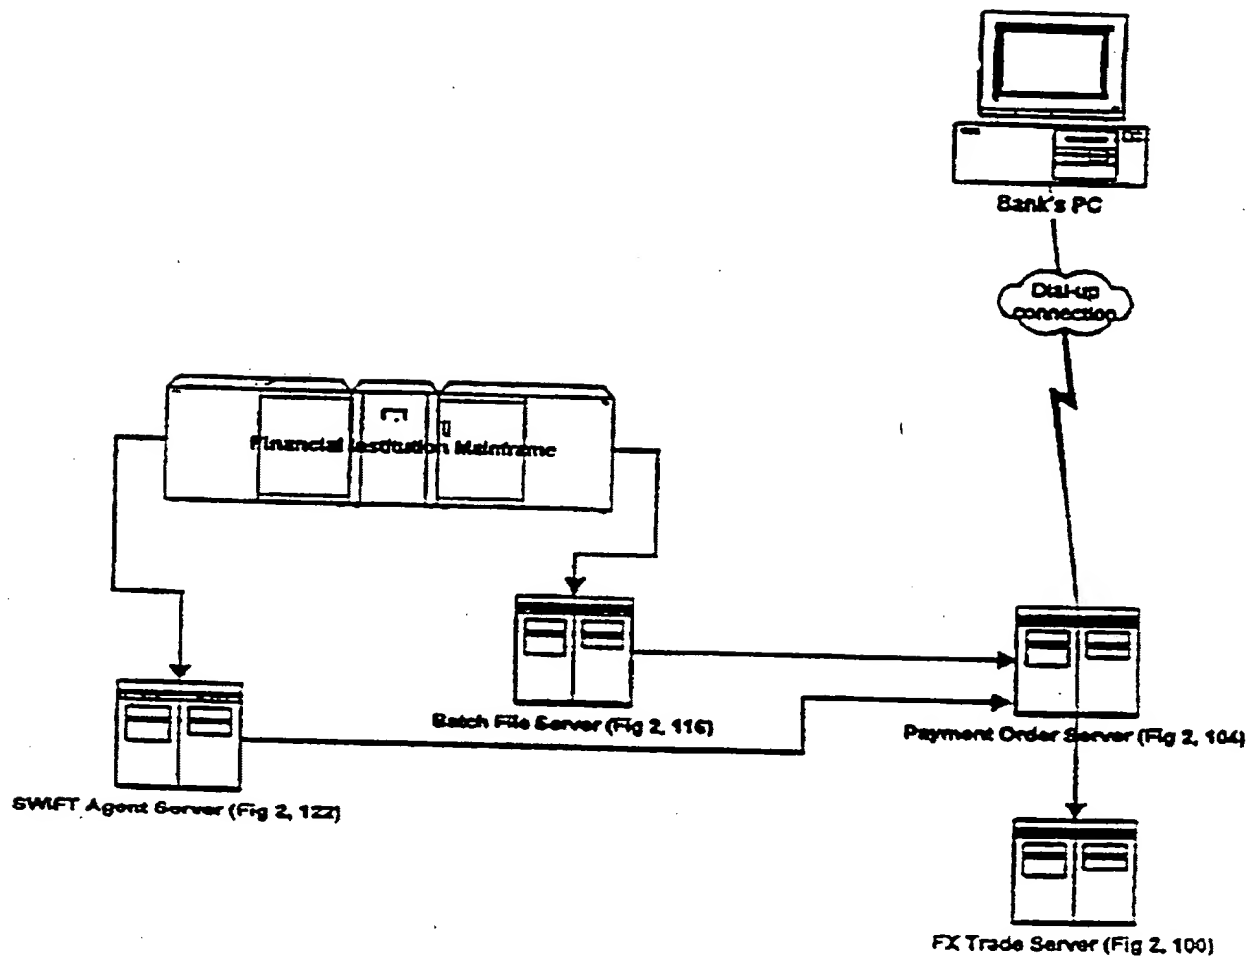 Bank's PC
Dial-up
connection
Financial Institution Mainframe
Batch File Server (Fig 2, 116)
Payment Order Server (Fig 2, 104)
SWIFT Agent Server (Fig 2, 122)
FX Trade Server (Fig 2, 100)